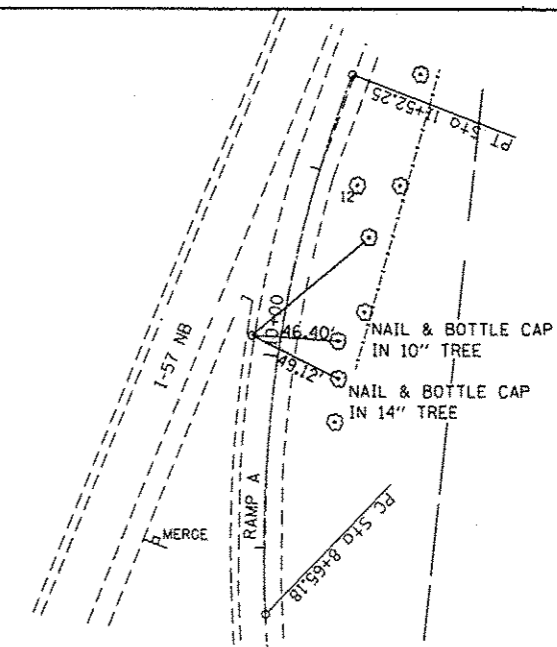 PT Sta 11+52.25
12"
10+00
46.40'
NAIL & BOTTLE CAP
IN 10" TREE
49.12'
NAIL & BOTTLE CAP
IN 14" TREE
I-57 NB
RAMP A
MERGE
PC Sta 8+65.18